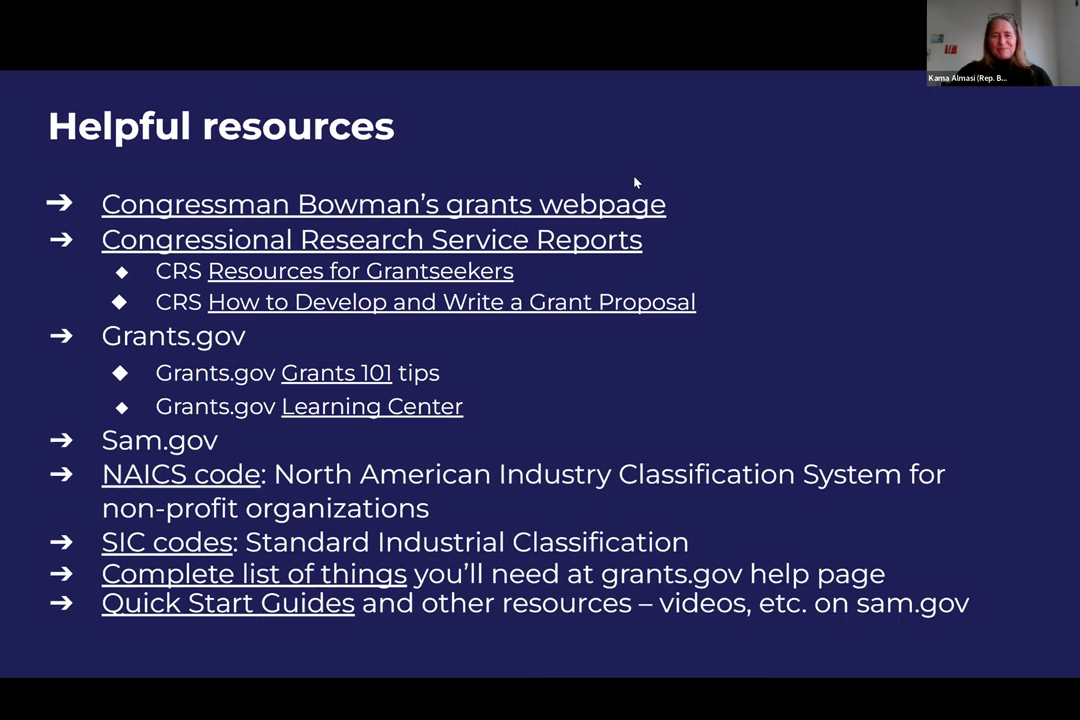 Kama Almasi (Rep. B...
Helpful resources
➔ Congressman Bowman’s grants webpage
➔ Congressional Research Service Reports
◆ CRS Resources for Grantseekers
◆ CRS How to Develop and Write a Grant Proposal
➔ Grants.gov
◆ Grants.gov Grants 101 tips
◆ Grants.gov Learning Center
➔ Sam.gov
➔ NAICS code: North American Industry Classification System for
non-profit organizations
➔ SIC codes: Standard Industrial Classification
➔ Complete list of things you’ll need at grants.gov help page
➔ Quick Start Guides and other resources – videos, etc. on sam.gov